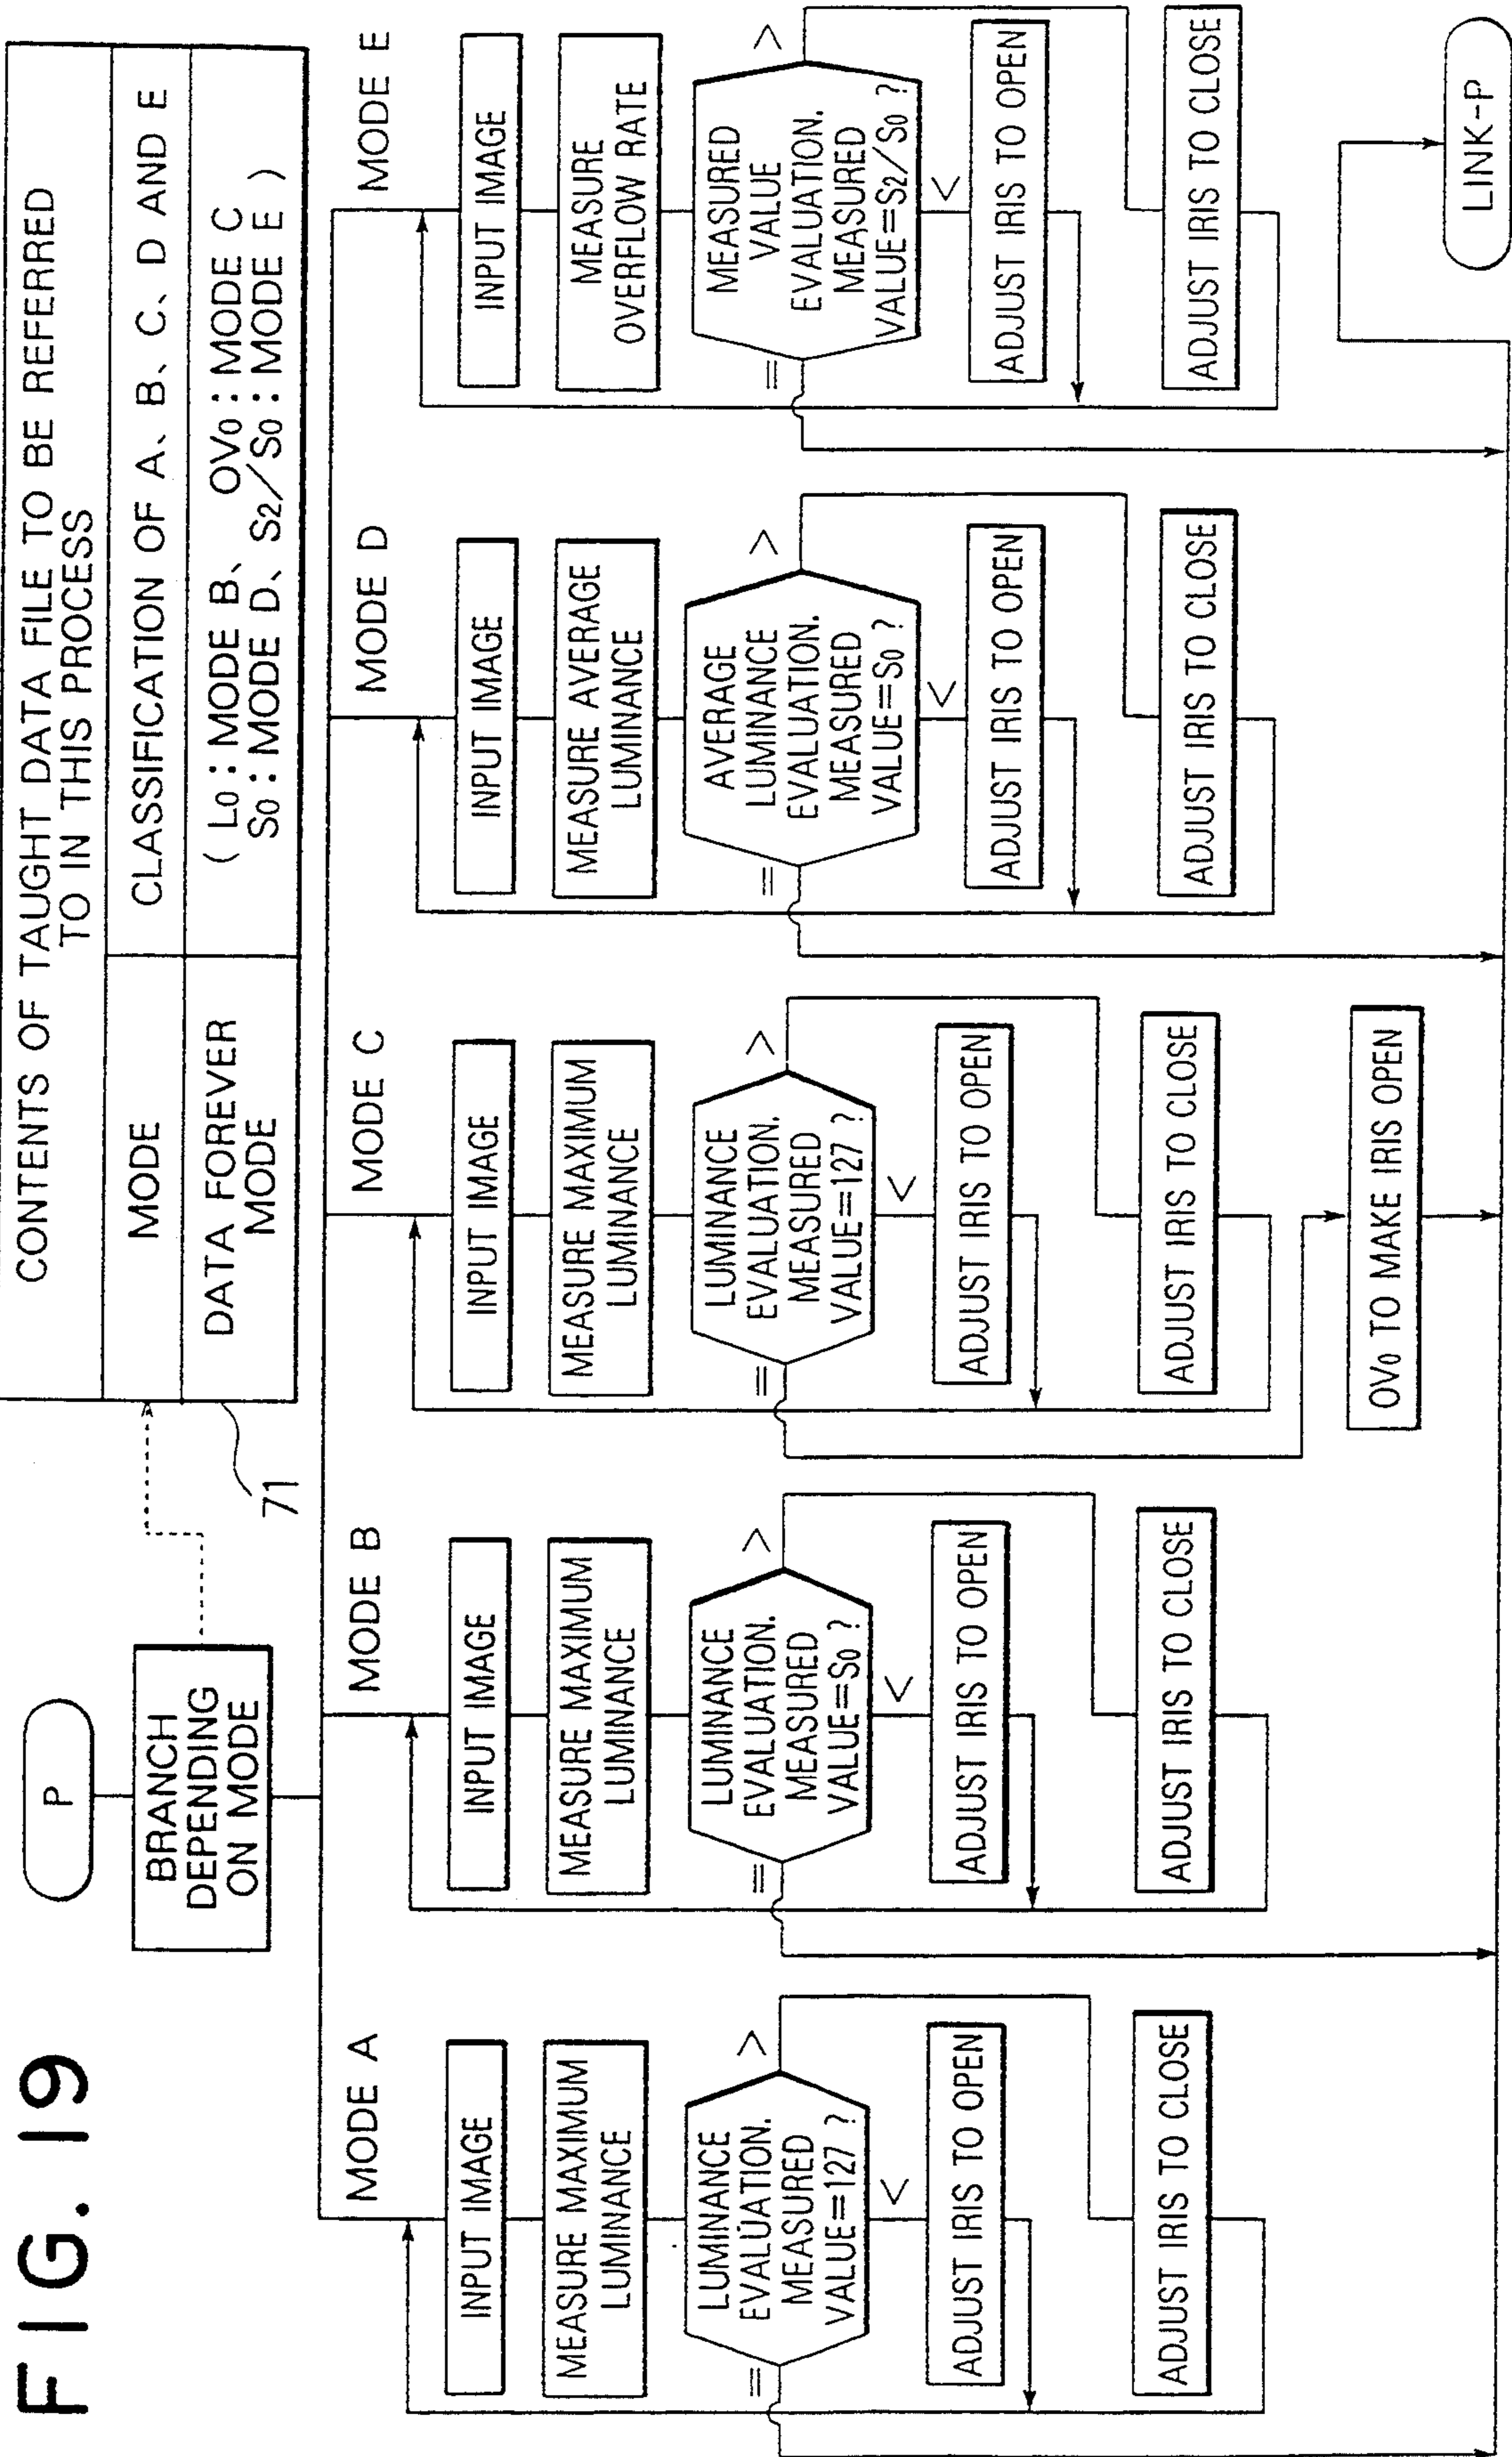 FIG. 19
P
BRANCH
DEPENDING
ON MODE
CONTENTS OF TAUGHT DATA FILE TO BE REFERRED
TO IN THIS PROCESS
MODE
CLASSIFICATION OF A、B、C、D AND E
DATA FOREVER
MODE
( L0 : MODE B、 OV0 : MODE C
S0 : MODE D、S2/S0 : MODE E )
71
MODE A
INPUT IMAGE
MEASURE MAXIMUM
LUMINANCE
LUMINANCE
EVALUATION.
MEASURED
VALUE=127 ?
=
>
<
ADJUST IRIS TO OPEN
ADJUST IRIS TO CLOSE
MODE B
INPUT IMAGE
MEASURE MAXIMUM
LUMINANCE
LUMINANCE
EVALUATION.
MEASURED
VALUE=S0 ?
=
>
<
ADJUST IRIS TO OPEN
ADJUST IRIS TO CLOSE
MODE C
INPUT IMAGE
MEASURE MAXIMUM
LUMINANCE
LUMINANCE
EVALUATION.
MEASURED
VALUE=127 ?
=
>
<
ADJUST IRIS TO OPEN
ADJUST IRIS TO CLOSE
OV0 TO MAKE IRIS OPEN
MODE D
INPUT IMAGE
MEASURE AVERAGE
LUMINANCE
AVERAGE
LUMINANCE
EVALUATION.
MEASURED
VALUE=S0 ?
=
>
<
ADJUST IRIS TO OPEN
ADJUST IRIS TO CLOSE
MODE E
INPUT IMAGE
MEASURE
OVERFLOW RATE
MEASURED
VALUE
EVALUATION.
MEASURED
VALUE=S2/S0 ?
=
>
<
ADJUST IRIS TO OPEN
ADJUST IRIS TO CLOSE
LINK-P